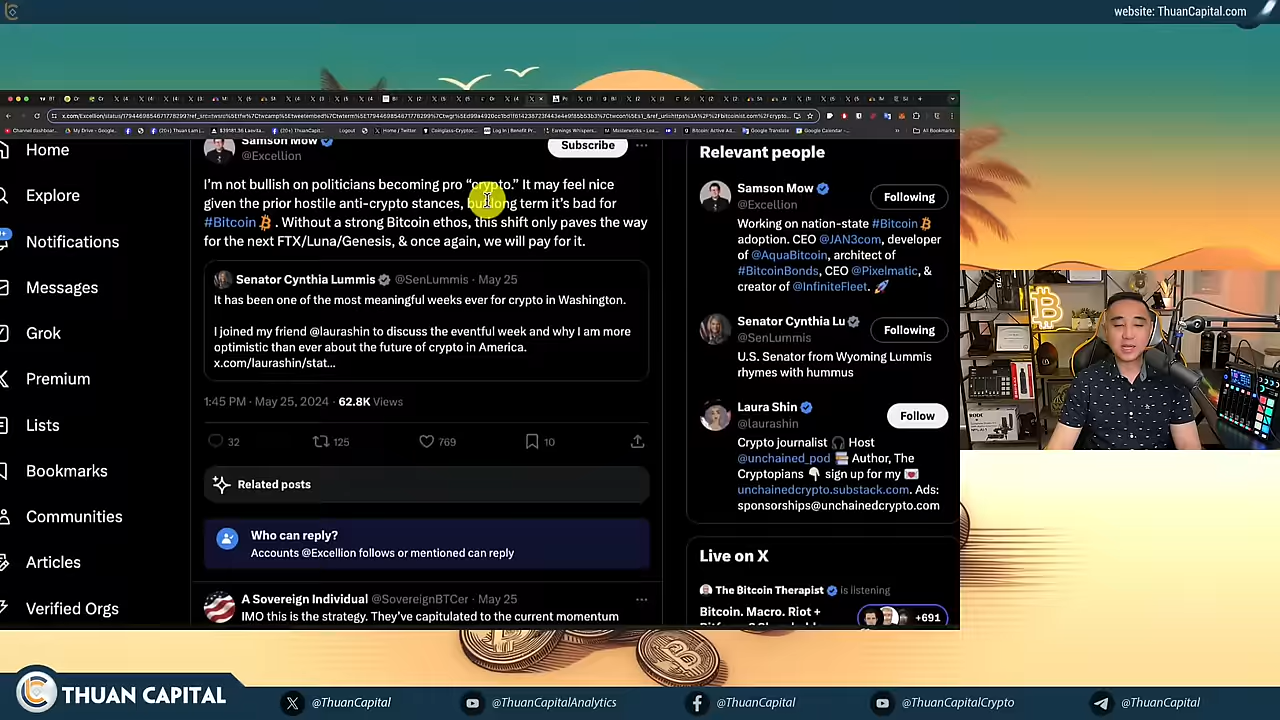 website: ThuanCapital.com
Home
Explore
Notifications
Messages
Grok
Premium
Lists
Bookmarks
Communities
Articles
Verified Orgs
Samson Mow
@Excellion
Subscribe
I'm not bullish on politicians becoming pro “crypto.” It may feel nice
given the prior hostile anti-crypto stances, but long term it's bad for
#Bitcoin. Without a strong Bitcoin ethos, this shift only paves the way
for the next FTX/Luna/Genesis, & once again, we will pay for it.
Senator Cynthia Lummis @SenLummis · May 25
It has been one of the most meaningful weeks ever for crypto in Washington.
I joined my friend @laurashin to discuss the eventful week and why I am more
optimistic than ever about the future of crypto in America.
x.com/laurashin/stat...
1:45 PM · May 25, 2024 · 62.8K Views
32 125 769 10
Related posts
Who can reply?
Accounts @Excellion follows or mentioned can reply
A Sovereign Individual @SovereignBTCer · May 25
IMO this is the strategy. They've capitulated to the current momentum
Relevant people
Samson Mow
@Excellion
Following
Working on nation-state #Bitcoin
adoption. CEO @JAN3com, developer
of @AquaBitcoin, architect of
#BitcoinBonds, CEO @Pixelmatic, &
creator of @InfiniteFleet.
Senator Cynthia Lu
@SenLummis
Following
U.S. Senator from Wyoming Lummis
rhymes with hummus
Laura Shin
@laurashin
Follow
Crypto journalist Host
@unchained_pod Author, The
Cryptopians sign up for my
unchainedcrypto.substack.com. Ads:
sponsorships@unchainedcrypto.com
Live on X
The Bitcoin Therapist is listening
Bitcoin. Macro. Riot +
+691
THUAN CAPITAL
@ThuanCapital
@ThuanCapitalAnalytics
@ThuanCapital
@ThuanCapitalCrypto
@ThuanCapital